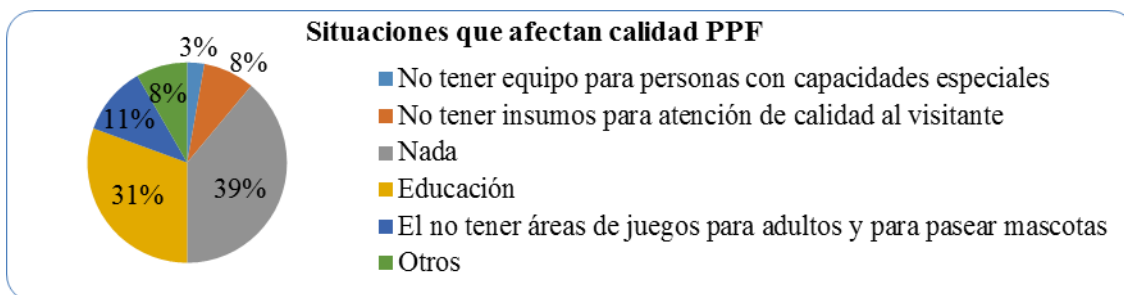 Situaciones que afectan calidad PPF
3%
8%
8%
11%
31%
39%
No tener equipo para personas con capacidades especiales
No tener insumos para atención de calidad al visitante
Nada
Educación
El no tener áreas de juegos para adultos y para pasear mascotas
Otros